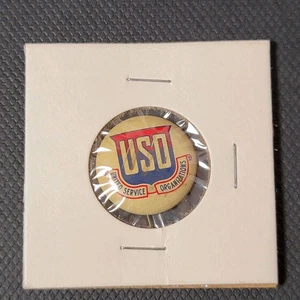 USO
UNITED SERVICE ORGANIZATIONS